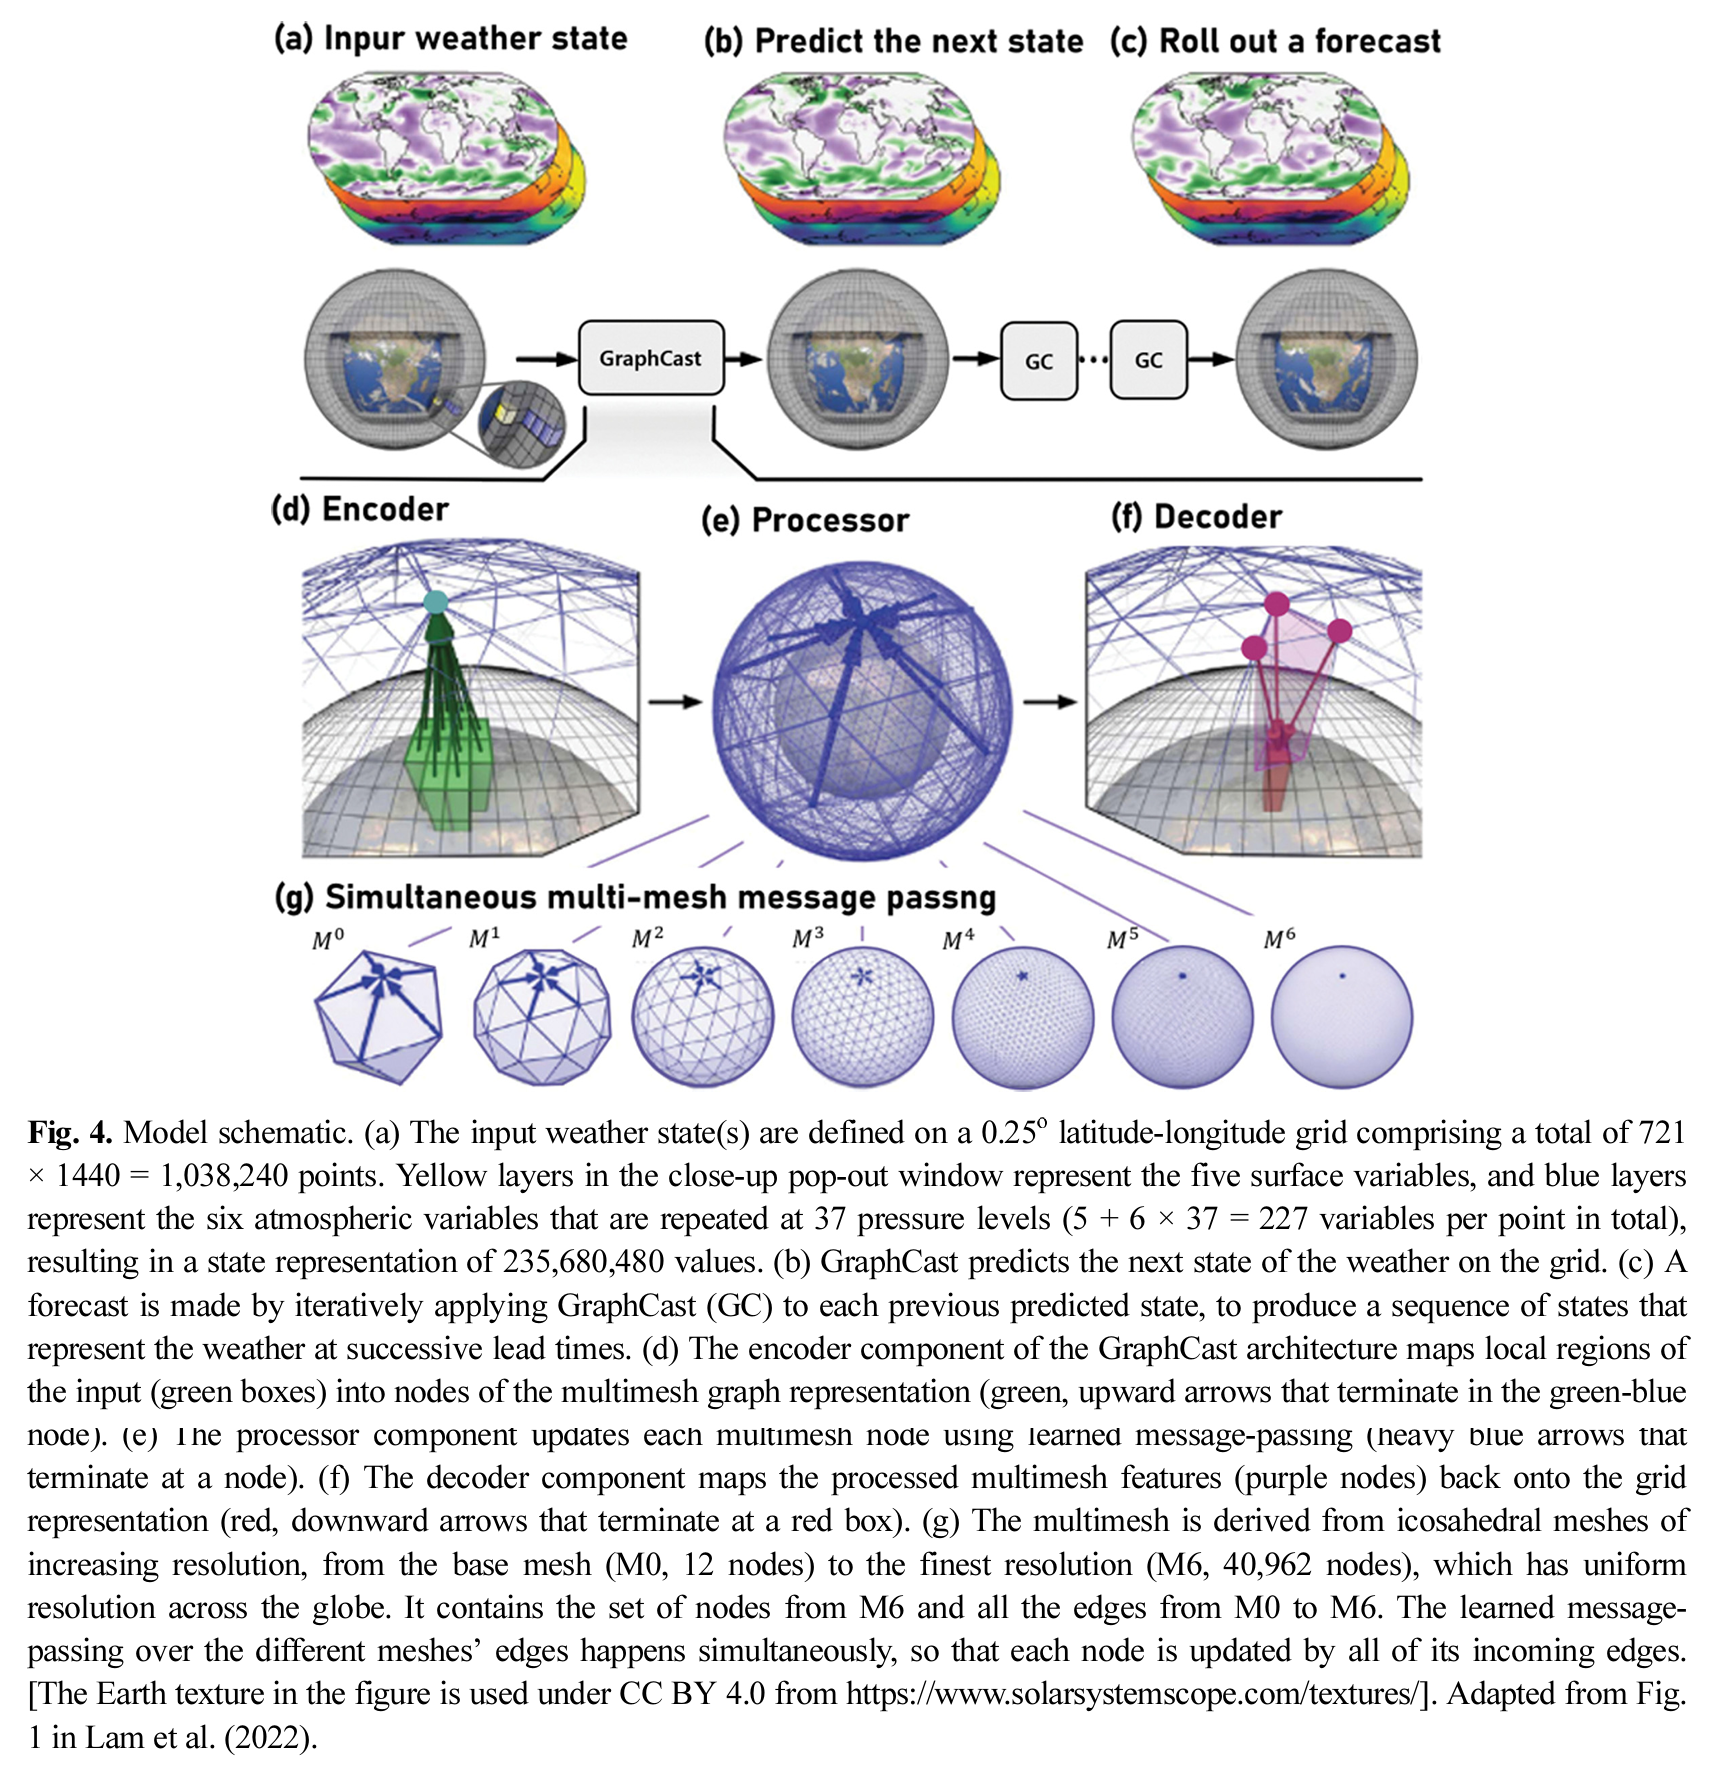 (a) Inpur weather state
(b) Predict the next state
(c) Roll out a forecast
GraphCast
GC
...
GC
(d) Encoder
(e) Processor
(f) Decoder
(g) Simultaneous multi-mesh message passng
M⁰
M¹
M²
M³
M⁴
M⁵
M⁶
Fig. 4. Model schematic. (a) The input weather state(s) are defined on a 0.25° latitude-longitude grid comprising a total of 721
× 1440 = 1,038,240 points. Yellow layers in the close-up pop-out window represent the five surface variables, and blue layers
represent the six atmospheric variables that are repeated at 37 pressure levels (5 + 6 × 37 = 227 variables per point in total),
resulting in a state representation of 235,680,480 values. (b) GraphCast predicts the next state of the weather on the grid. (c) A
forecast is made by iteratively applying GraphCast (GC) to each previous predicted state, to produce a sequence of states that
represent the weather at successive lead times. (d) The encoder component of the GraphCast architecture maps local regions of
the input (green boxes) into nodes of the multimesh graph representation (green, upward arrows that terminate in the green-blue
node). (e) The processor component updates each multimesh node using learned message-passing (heavy blue arrows that
terminate at a node). (f) The decoder component maps the processed multimesh features (purple nodes) back onto the grid
representation (red, downward arrows that terminate at a red box). (g) The multimesh is derived from icosahedral meshes of
increasing resolution, from the base mesh (M0, 12 nodes) to the finest resolution (M6, 40,962 nodes), which has uniform
resolution across the globe. It contains the set of nodes from M6 and all the edges from M0 to M6. The learned message-
passing over the different meshes’ edges happens simultaneously, so that each node is updated by all of its incoming edges.
[The Earth texture in the figure is used under CC BY 4.0 from https://www.solarsystemscope.com/textures/]. Adapted from Fig.
1 in Lam et al. (2022).